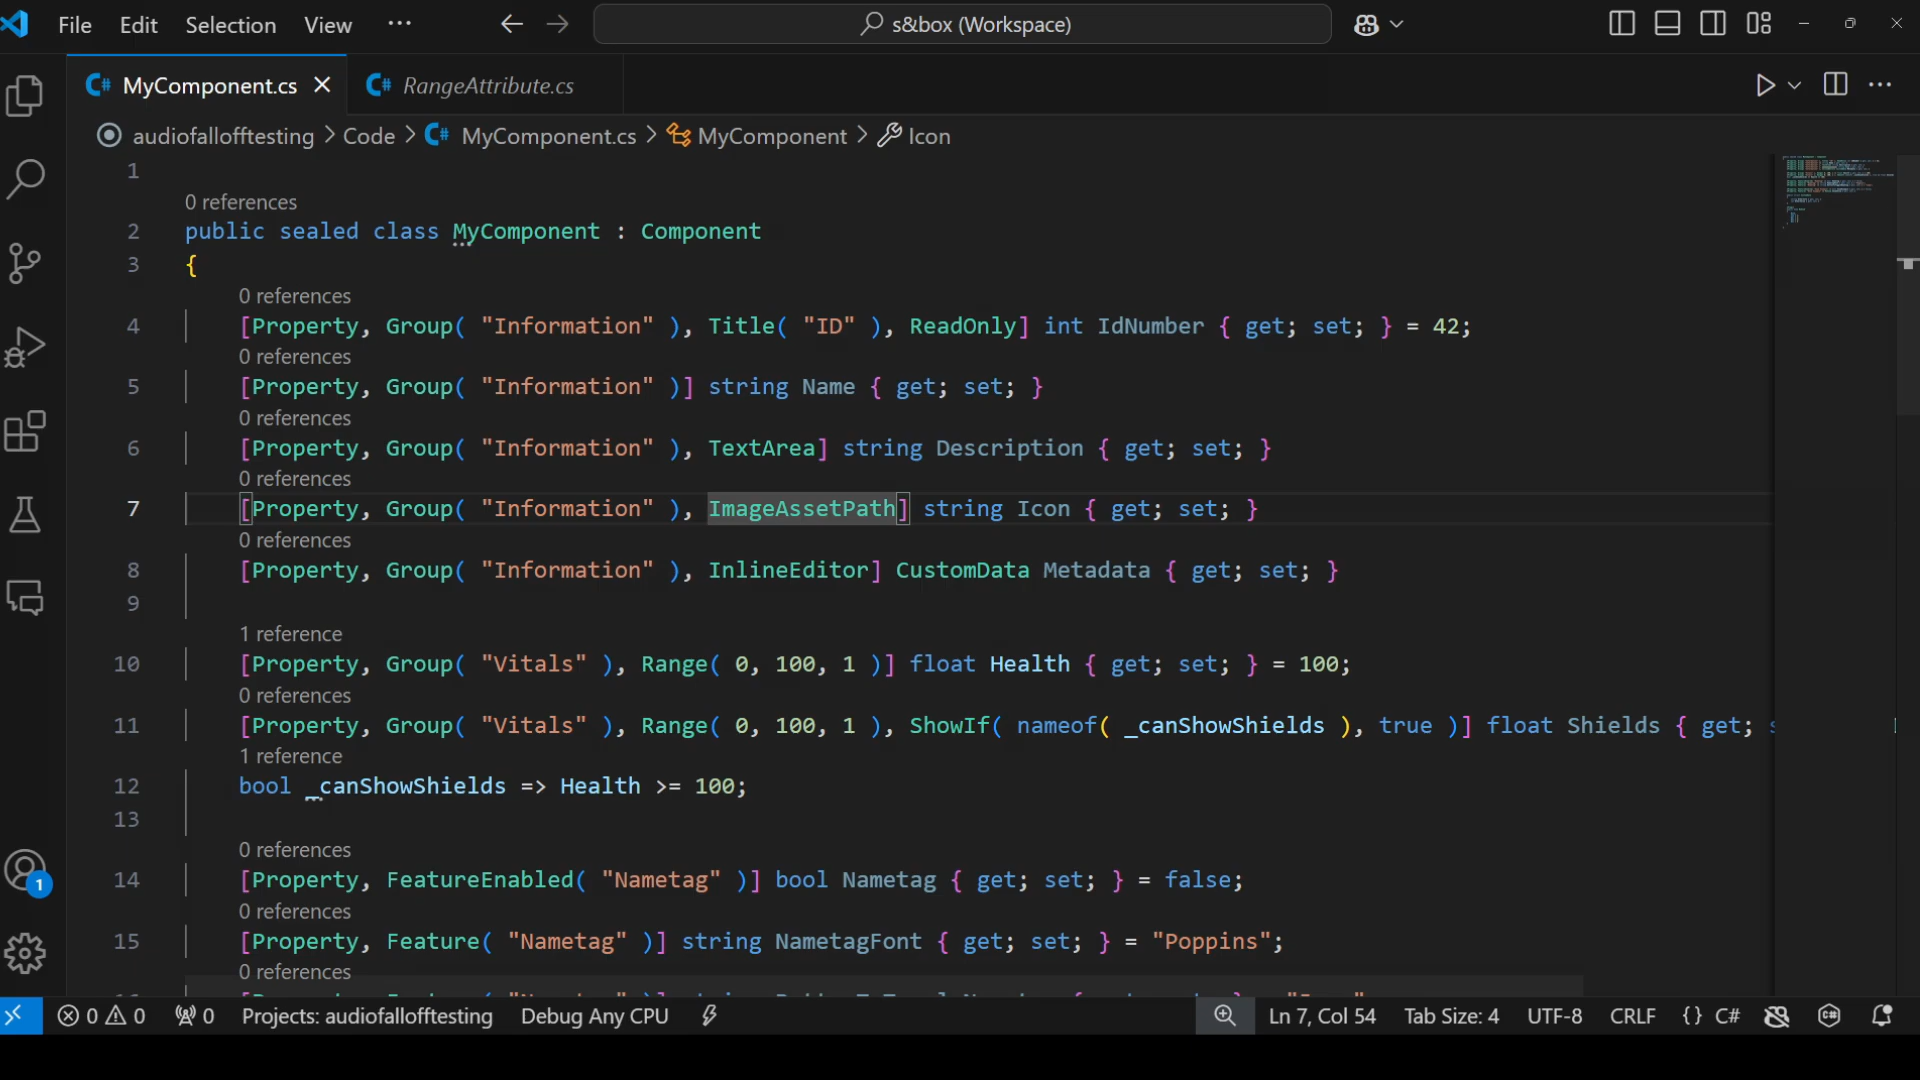 File Edit Selection View ··· s&box (Workspace)
MyComponent.cs RangeAttribute.cs
audiofallofftesting > Code > MyComponent.cs > MyComponent > Icon
1
0 references
2 public sealed class MyComponent : Component
3 {
0 references
4 [Property, Group( "Information" ), Title( "ID" ), ReadOnly] int IdNumber { get; set; } = 42;
0 references
5 [Property, Group( "Information" )] string Name { get; set; }
0 references
6 [Property, Group( "Information" ), TextArea] string Description { get; set; }
0 references
7 [Property, Group( "Information" ), ImageAssetPath] string Icon { get; set; }
0 references
8 [Property, Group( "Information" ), InlineEditor] CustomData Metadata { get; set; }
9
1 reference
10 [Property, Group( "Vitals" ), Range( 0, 100, 1 )] float Health { get; set; } = 100;
0 references
11 [Property, Group( "Vitals" ), Range( 0, 100, 1 ), ShowIf( nameof( _canShowShields ), true )] float Shields { get;
1 reference
12 bool _canShowShields => Health >= 100;
13
0 references
14 [Property, FeatureEnabled( "Nametag" )] bool Nametag { get; set; } = false;
0 references
15 [Property, Feature( "Nametag" )] string NametagFont { get; set; } = "Poppins";
0 references
1
0 0 0 Projects: audiofallofftesting Debug Any CPU Ln 7, Col 54 Tab Size: 4 UTF-8 CRLF {} C#